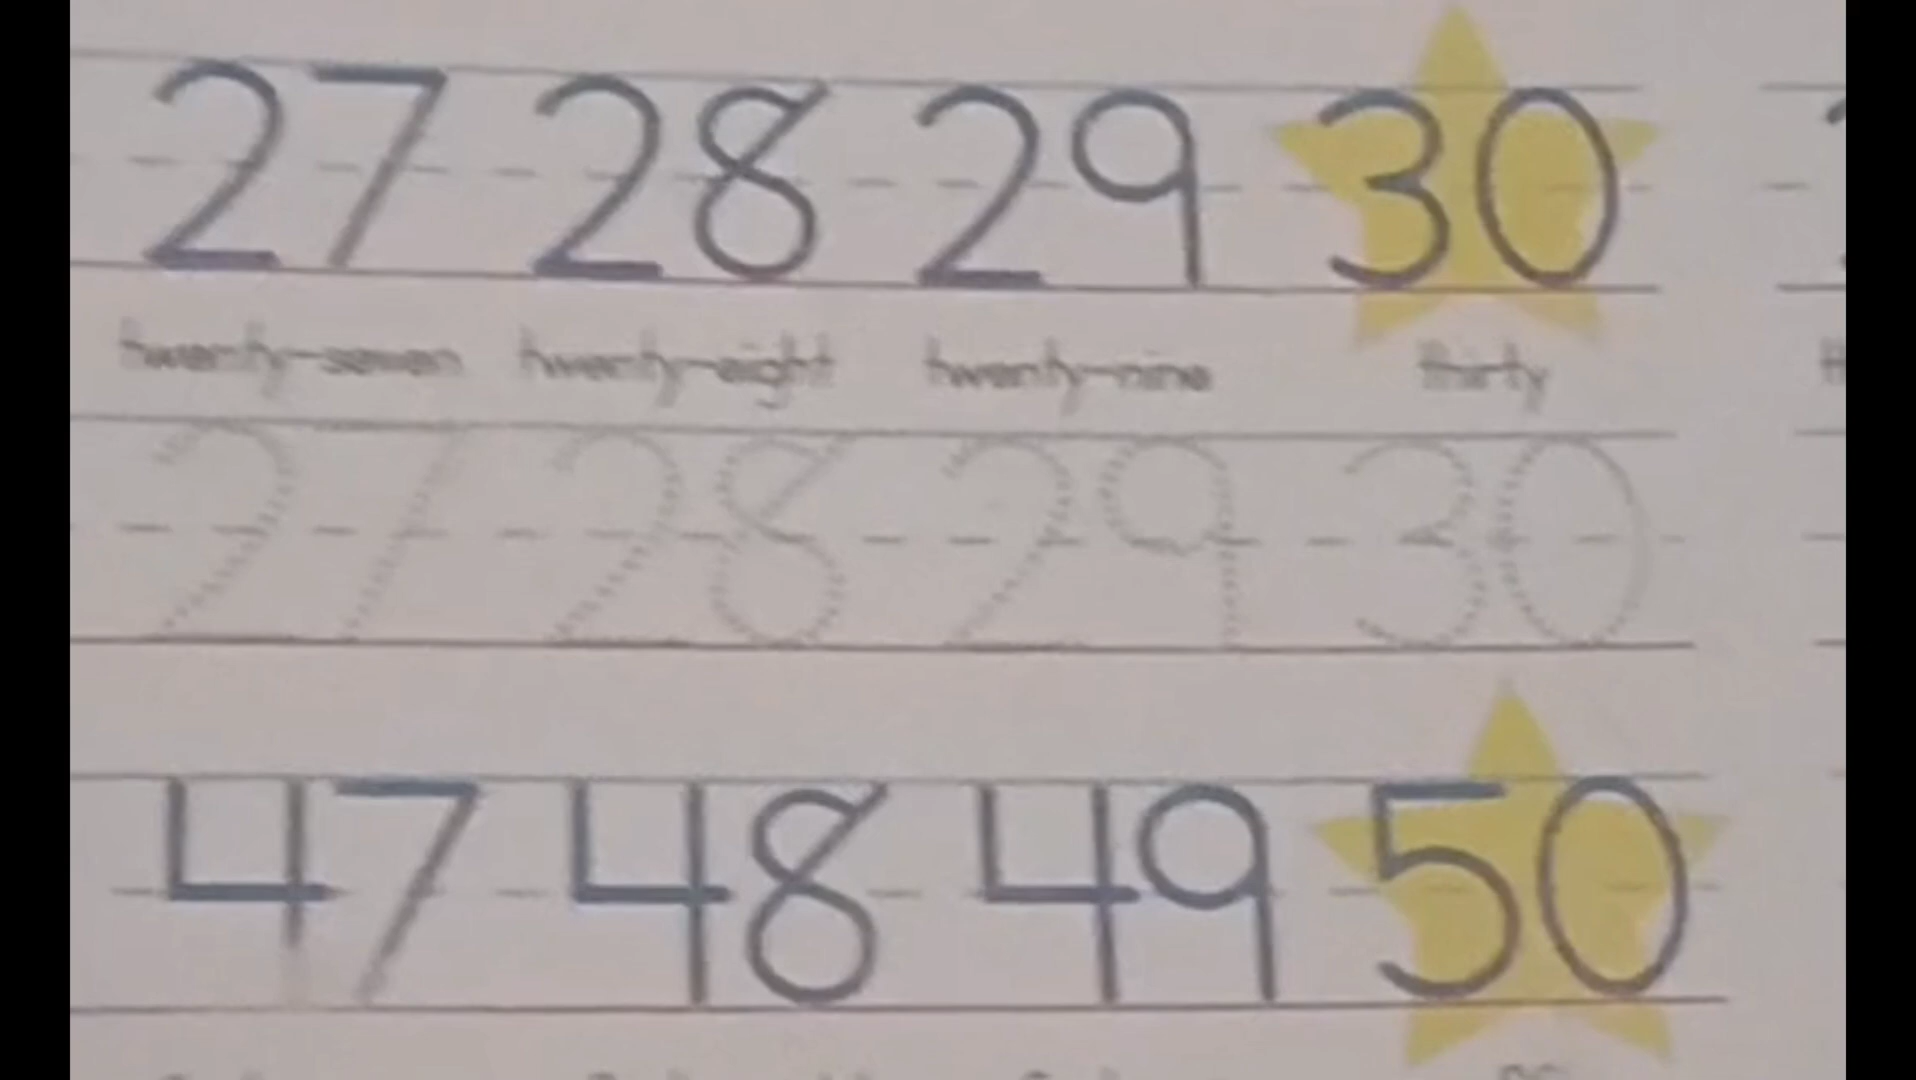 27 28 29 30
twenty-seven twenty-eight twenty-nine thirty
27 28 29 30
47 48 49 50